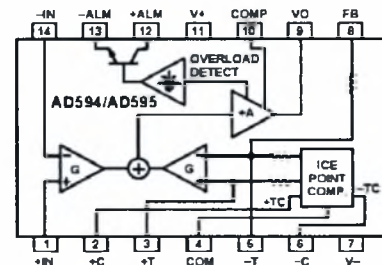 −IN −ALM +ALM V+ COMP VO FB
14 13 12 11 10 9 8
OVERLOAD
DETECT
AD594/AD595
+A
G G
ICE
POINT
COMP.
+TC −TC
1 2 3 4 5 6 7
+IN +C +T COM −T −C V−